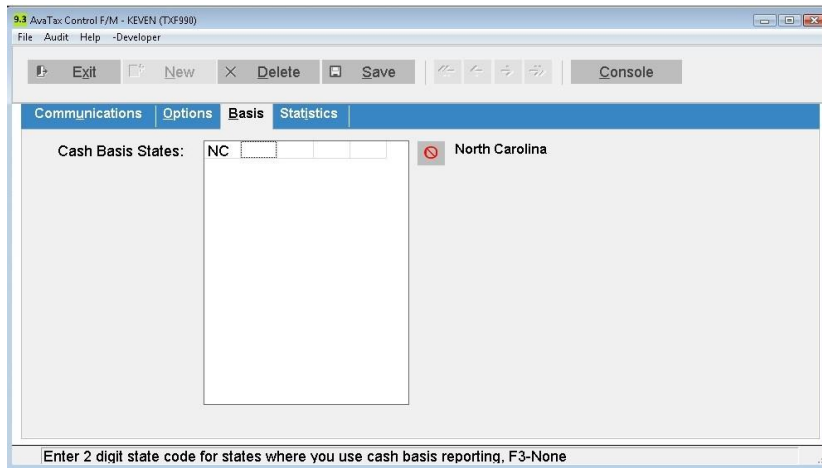 9.3 AvaTax Control F/M - KEVEN (TXF990)
File Audit Help -Developer
Exit New Delete Save Console
Communications Options Basis Statistics
Cash Basis States: NC North Carolina
Enter 2 digit state code for states where you use cash basis reporting, F3-None